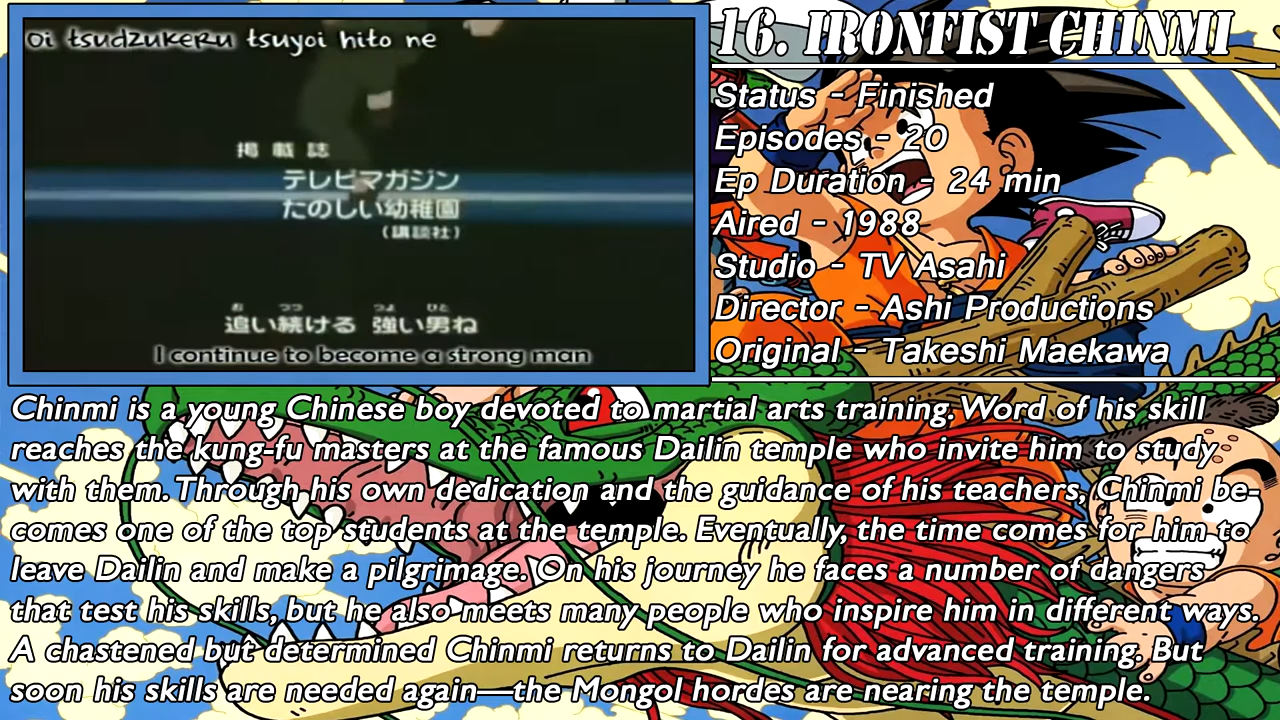 oi tsudzukeru tsuyoi hito ne
掲載誌
テレビマガジン
たのしい幼稚園
(講談社)
お つづ つよ ひと
追い続ける 強い男ね
I continue to become a strong man
16. IRONFIST CHINMI
Status - Finished
Episodes - 20
Ep Duration - 24 min
Aired - 1988
Studio - TV Asahi
Director - Ashi Productions
Original - Takeshi Maekawa
Chinmi is a young Chinese boy devoted to martial arts training. Word of his skill
reaches the kung-fu masters at the famous Dailin temple who invite him to study
with them. Through his own dedication and the guidance of his teachers, Chinmi be-
comes one of the top students at the temple. Eventually, the time comes for him to
leave Dailin and make a pilgrimage. On his journey he faces a number of dangers
that test his skills, but he also meets many people who inspire him in different ways.
A chastened but determined Chinmi returns to Dailin for advanced training. But
soon his skills are needed again—the Mongol hordes are nearing the temple.